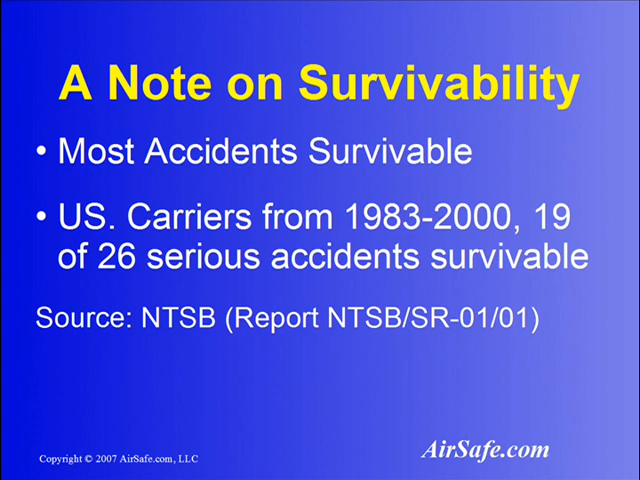 A Note on Survivability
• Most Accidents Survivable
• US. Carriers from 1983-2000, 19
of 26 serious accidents survivable
Source: NTSB (Report NTSB/SR-01/01)
Copyright © 2007 AirSafe.com, LLC
AirSafe.com